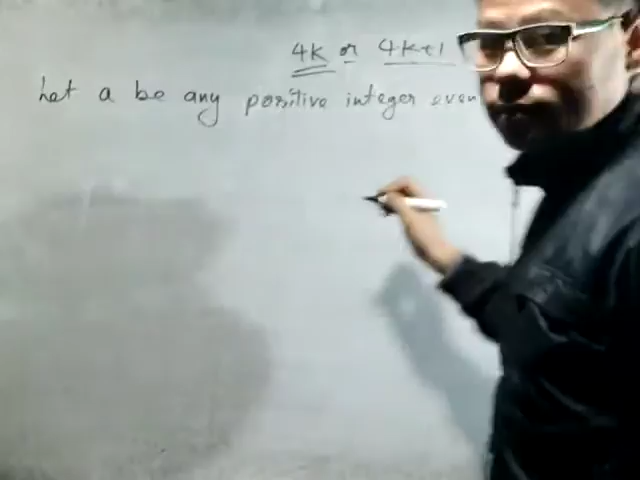 4K or 4K+1
Let a be any positive integer even